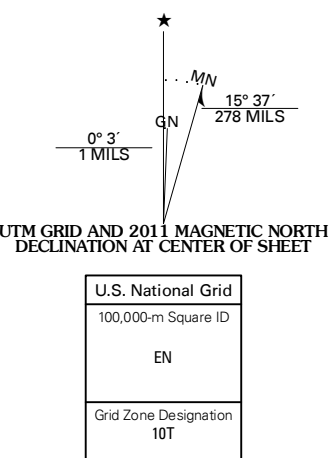 ★
MN
GN
15° 37´
278 MILS
0° 3´
1 MILS
UTM GRID AND 2011 MAGNETIC NORTH
DECLINATION AT CENTER OF SHEET
U.S. National Grid
100,000-m Square ID
EN
Grid Zone Designation
10T